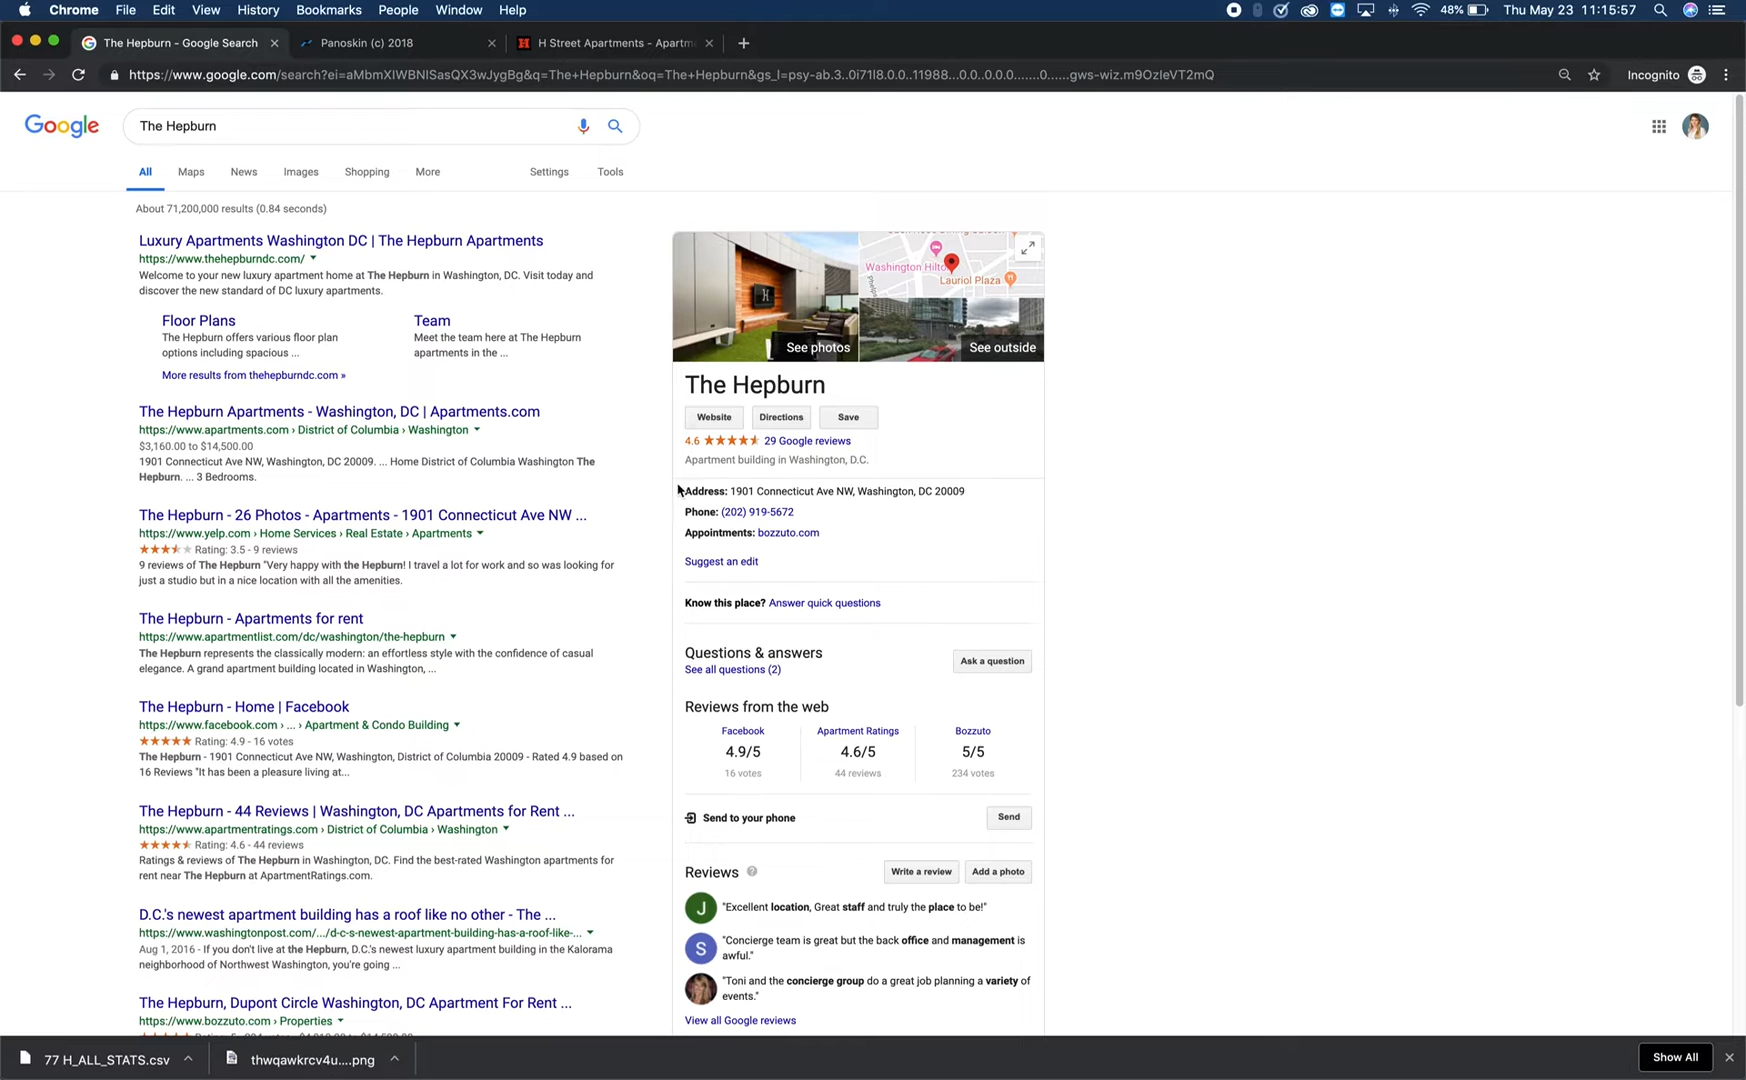 Chrome File Edit View History Bookmarks People Window Help 48% Thu May 23 11:15:57
The Hepburn - Google Search Panoskin (c) 2018 H Street Apartments - Apartm
https://www.google.com/search?ei=aMbmXIWBNISasQX3wJygBg&q=The+Hepburn&oq=The+Hepburn&gs_l=psy-ab.3..0i71l8.0.0..11988...0.0..0.0.0.......0......gws-wiz.m9OzIeVT2mQ Incognito
Google The Hepburn
All Maps News Images Shopping More Settings Tools
About 71,200,000 results (0.84 seconds)
Luxury Apartments Washington DC | The Hepburn Apartments
https://www.thehepburndc.com/
Welcome to your new luxury apartment home at The Hepburn in Washington, DC. Visit today and
discover the new standard of DC luxury apartments.
Floor Plans
The Hepburn offers various floor plan
options including spacious ...
Team
Meet the team here at The Hepburn
apartments in the ...
More results from thehepburndc.com »
The Hepburn Apartments - Washington, DC | Apartments.com
https://www.apartments.com › District of Columbia › Washington
$3,160.00 to $14,500.00
1901 Connecticut Ave NW, Washington, DC 20009. ... Home District of Columbia Washington The
Hepburn. ... 3 Bedrooms.
The Hepburn - 26 Photos - Apartments - 1901 Connecticut Ave NW ...
https://www.yelp.com › Home Services › Real Estate › Apartments
Rating: 3.5 - 9 reviews
9 reviews of The Hepburn "Very happy with the Hepburn! I travel a lot for work and so was looking for
just a studio but in a nice location with all the amenities.
The Hepburn - Apartments for rent
https://www.apartmentlist.com/dc/washington/the-hepburn
The Hepburn represents the classically modern: an effortless style with the confidence of casual
elegance. A grand apartment building located in Washington, ...
The Hepburn - Home | Facebook
https://www.facebook.com › ... › Apartment & Condo Building
Rating: 4.9 - 16 votes
The Hepburn - 1901 Connecticut Ave NW, Washington, District of Columbia 20009 - Rated 4.9 based on
16 Reviews "It has been a pleasure living at...
The Hepburn - 44 Reviews | Washington, DC Apartments for Rent ...
https://www.apartmentratings.com › District of Columbia › Washington
Rating: 4.6 - 44 reviews
Ratings & reviews of The Hepburn in Washington, DC. Find the best-rated Washington apartments for
rent near The Hepburn at ApartmentRatings.com.
D.C.'s newest apartment building has a roof like no other - The ...
https://www.washingtonpost.com/.../d-c-s-newest-apartment-building-has-a-roof-like-...
Aug 1, 2016 - If you don't live at the Hepburn, D.C.'s newest luxury apartment building in the Kalorama
neighborhood of Northwest Washington, you're going ...
The Hepburn, Dupont Circle Washington, DC Apartment For Rent ...
https://www.bozzuto.com › Properties
Washington Hilto
Lauriol Plaza
Phelps
H
See photos
See outside
The Hepburn
Website Directions Save
4.6 29 Google reviews
Apartment building in Washington, D.C.
Address: 1901 Connecticut Ave NW, Washington, DC 20009
Phone: (202) 919-5672
Appointments: bozzuto.com
Suggest an edit
Know this place? Answer quick questions
Questions & answers
See all questions (2)
Ask a question
Reviews from the web
Facebook Apartment Ratings Bozzuto
4.9/5 4.6/5 5/5
16 votes 44 reviews 234 votes
Send to your phone Send
Reviews Write a review Add a photo
J "Excellent location, Great staff and truly the place to be!"
S "Concierge team is great but the back office and management is
awful."
"Toni and the concierge group do a great job planning a variety of
events."
View all Google reviews
77 H_ALL_STATS.csv thwqawkrcv4u....png Show All